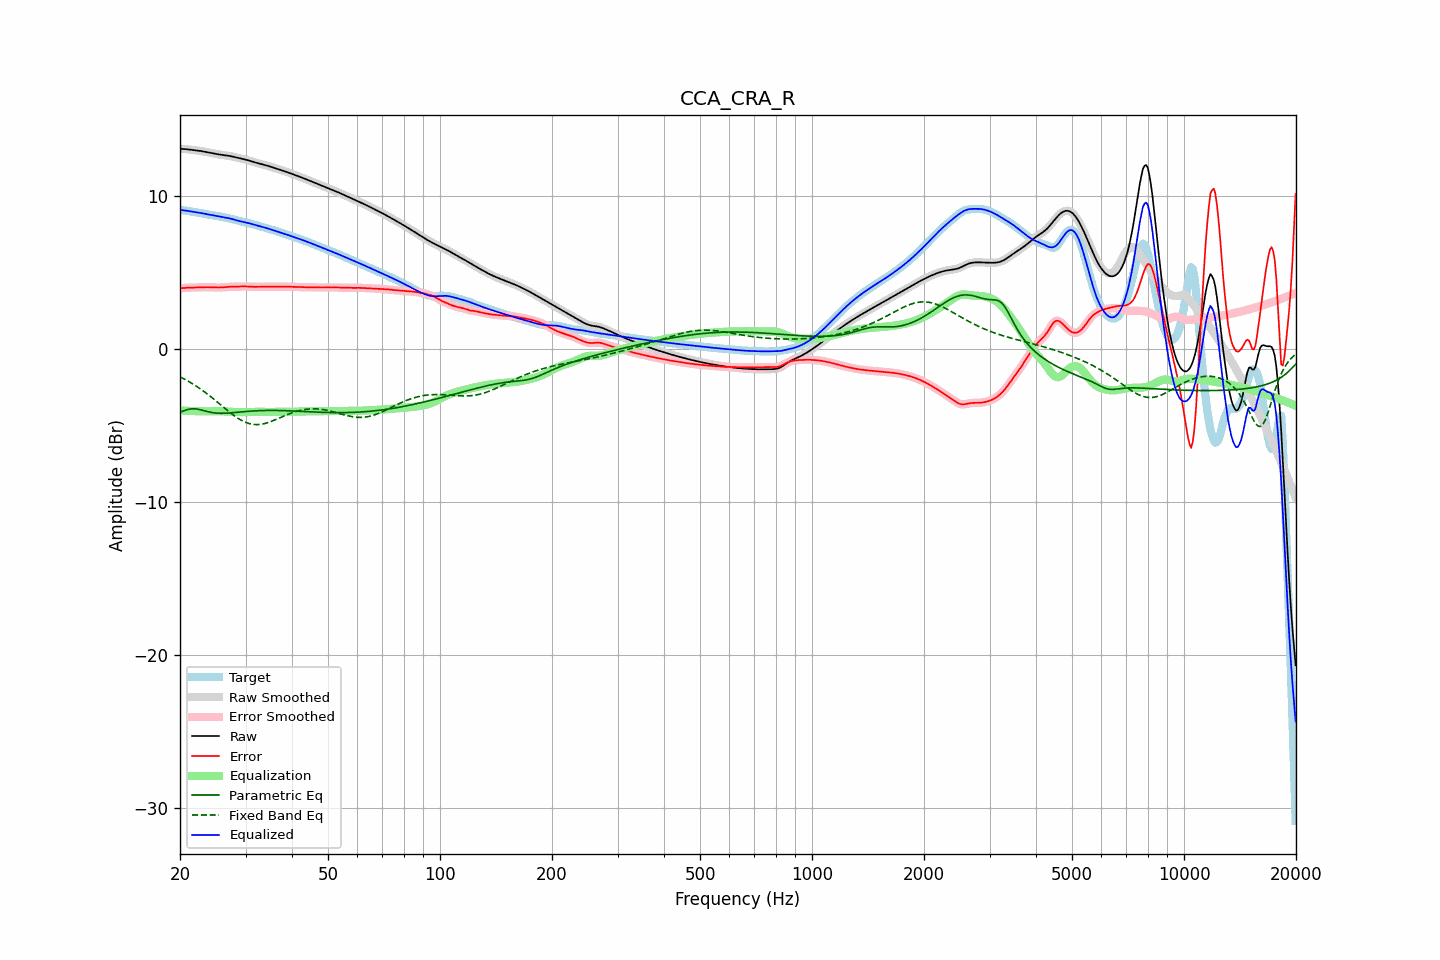 CCA_CRA_R
Amplitude (dBr)
10
0
−10
−20
−30
Target
Raw Smoothed
Error Smoothed
Raw
Error
Equalization
Parametric Eq
Fixed Band Eq
Equalized
20 50 100 200 500 1000 2000 5000 10000 20000
Frequency (Hz)